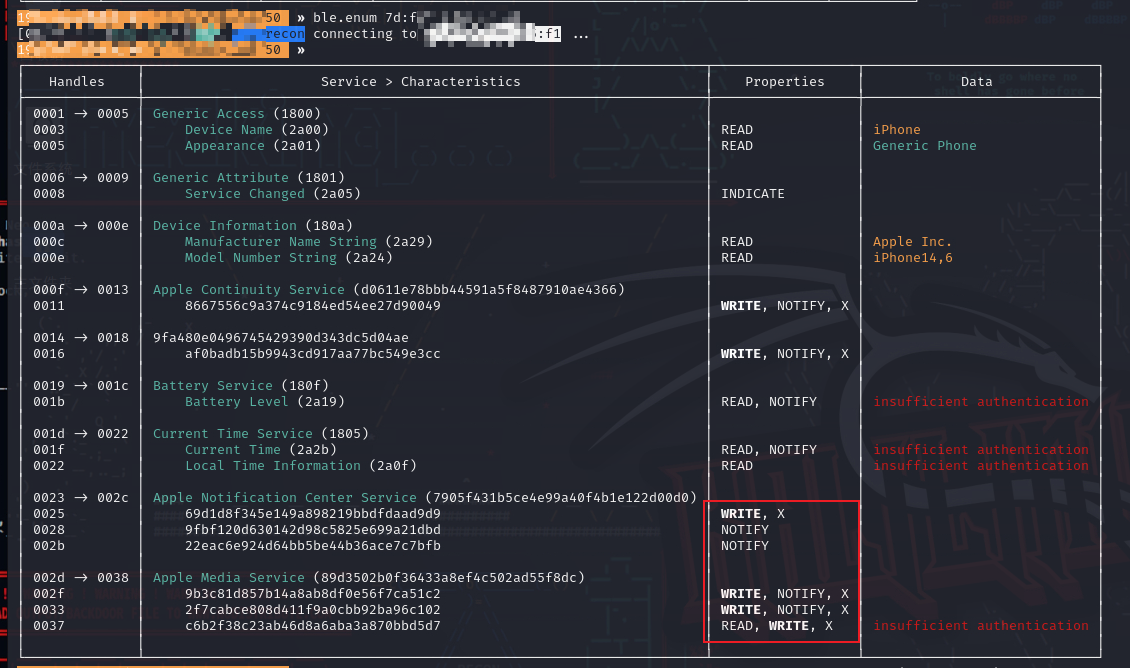 50 » ble.enum 7d:f
recon connecting to :f1 ...
50 »
Handles Service > Characteristics Properties Data
0001 -> 0005 Generic Access (1800)
0003 Device Name (2a00) READ iPhone
0005 Appearance (2a01) READ Generic Phone
0006 -> 0009 Generic Attribute (1801)
0008 Service Changed (2a05) INDICATE
000a -> 000e Device Information (180a)
000c Manufacturer Name String (2a29) READ Apple Inc.
000e Model Number String (2a24) READ iPhone14,6
000f -> 0013 Apple Continuity Service (d0611e78bbb44591a5f8487910ae4366)
0011 8667556c9a374c9184ed54ee27d90049 WRITE, NOTIFY, X
0014 -> 0018 9fa480e0496745429390d343dc5d04ae
0016 af0badb15b9943cd917aa77bc549e3cc WRITE, NOTIFY, X
0019 -> 001c Battery Service (180f)
001b Battery Level (2a19) READ, NOTIFY insufficient authentication
001d -> 0022 Current Time Service (1805)
001f Current Time (2a2b) READ, NOTIFY insufficient authentication
0022 Local Time Information (2a0f) READ insufficient authentication
0023 -> 002c Apple Notification Center Service (7905f431b5ce4e99a40f4b1e122d00d0)
0025 69d1d8f345e149a898219bbdfdaad9d9 WRITE, X
0028 9fbf120d630142d98c5825e699a21dbd NOTIFY
002b 22eac6e924d64bb5be44b36ace7c7bfb NOTIFY
002d -> 0038 Apple Media Service (89d3502b0f36433a8ef4c502ad55f8dc)
002f 9b3c81d857b14a8ab8df0e56f7ca51c2 WRITE, NOTIFY, X
0033 2f7cabce808d411f9a0cbb92ba96c102 WRITE, NOTIFY, X
0037 c6b2f38c23ab46d8a6aba3a870bbd5d7 READ, WRITE, X insufficient authentication